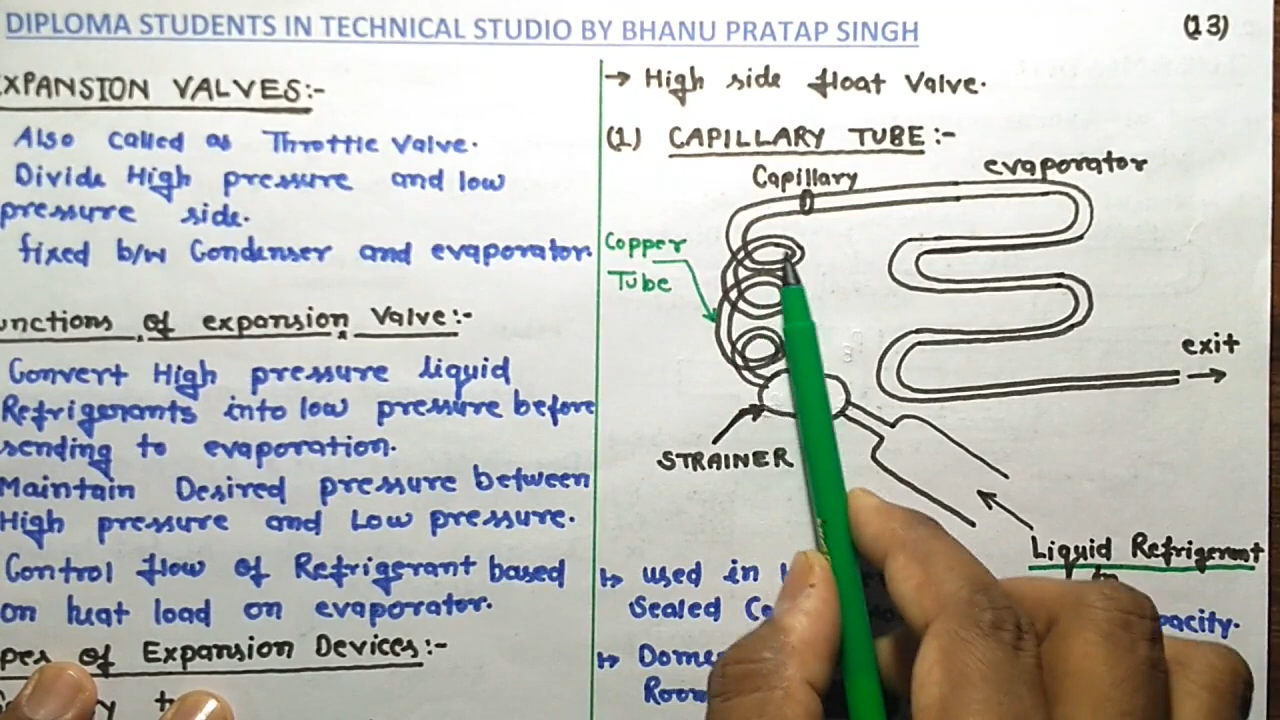 DIPLOMA STUDENTS IN TECHNICAL STUDIO BY BHANU PRATAP SINGH
(13)
XPANSION VALVES:-
Also called as Throttle Valve.
Divide High pressure and low
pressure side.
fixed b/w Condenser and evaporator.
unctions of expansion Valve:-
Convert High pressure liquid
Refrigerants into low pressure before
sending to evaporation.
Maintain Desired pressure between
High pressure and Low pressure.
Control flow of Refrigerant based
on heat load on evaporator.
pes of Expansion Devices:-
→ High side float Valve.
(1) CAPILLARY TUBE:-
Capillary
evaporator
Copper
Tube
exit
STRAINER
Liquid Refrigerant
in
used in
Sealed
pacity.
Room